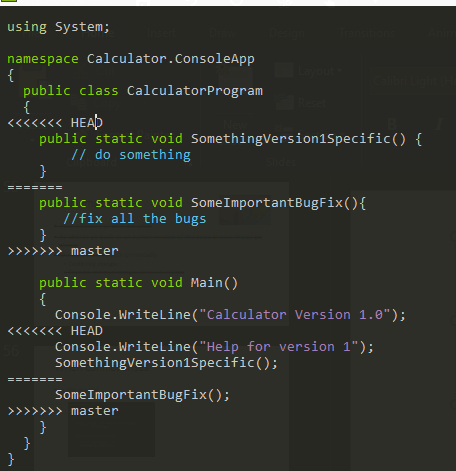 using System;
namespace Calculator.ConsoleApp
{
  public class CalculatorProgram
  {
<<<<<<< HEAD
    public static void SomethingVersion1Specific() {
        // do something
    }
=======
    public static void SomeImportantBugFix(){
       //fix all the bugs
    }
>>>>>>> master
    public static void Main()
    {
      Console.WriteLine("Calculator Version 1.0");
<<<<<<< HEAD
      Console.WriteLine("Help for version 1");
      SomethingVersion1Specific();
=======
      SomeImportantBugFix();
>>>>>>> master
    }
  }
}